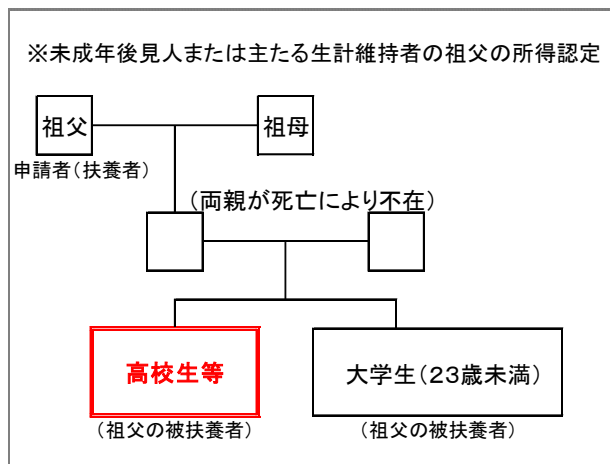 ※未成年後見人または主たる生計維持者の祖父の所得認定
祖父
祖母
申請者(扶養者)
(両親が死亡により不在)
高校生等
大学生(23歳未満)
(祖父の被扶養者)
(祖父の被扶養者)